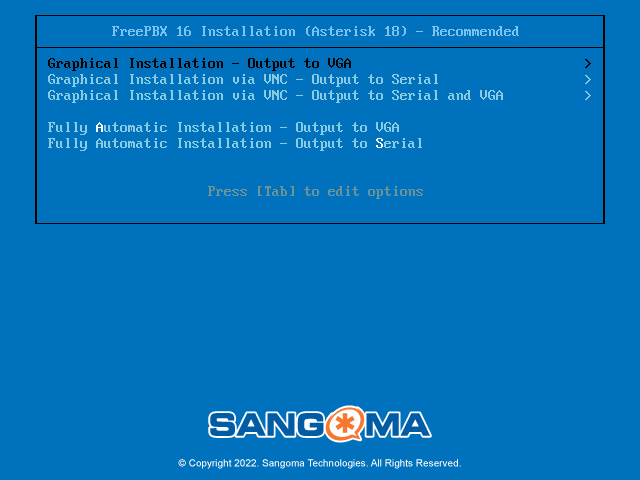 FreePBX 16 Installation (Asterisk 18) - Recommended
Graphical Installation - Output to VGA >
Graphical Installation via VNC - Output to Serial >
Graphical Installation via VNC - Output to Serial and VGA >
Fully Automatic Installation - Output to VGA
Fully Automatic Installation - Output to Serial
Press [Tab] to edit options
SANGOMA
© Copyright 2022. Sangoma Technologies. All Rights Reserved.